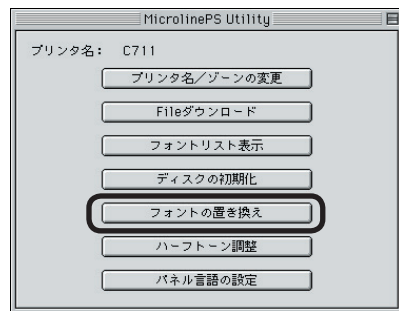 MicrolinePS Utility
プリンタ名： C711
プリンタ名／ゾーンの変更
Fileダウンロード
フォントリスト表示
ディスクの初期化
フォントの置き換え
ハーフトーン調整
パネル言語の設定